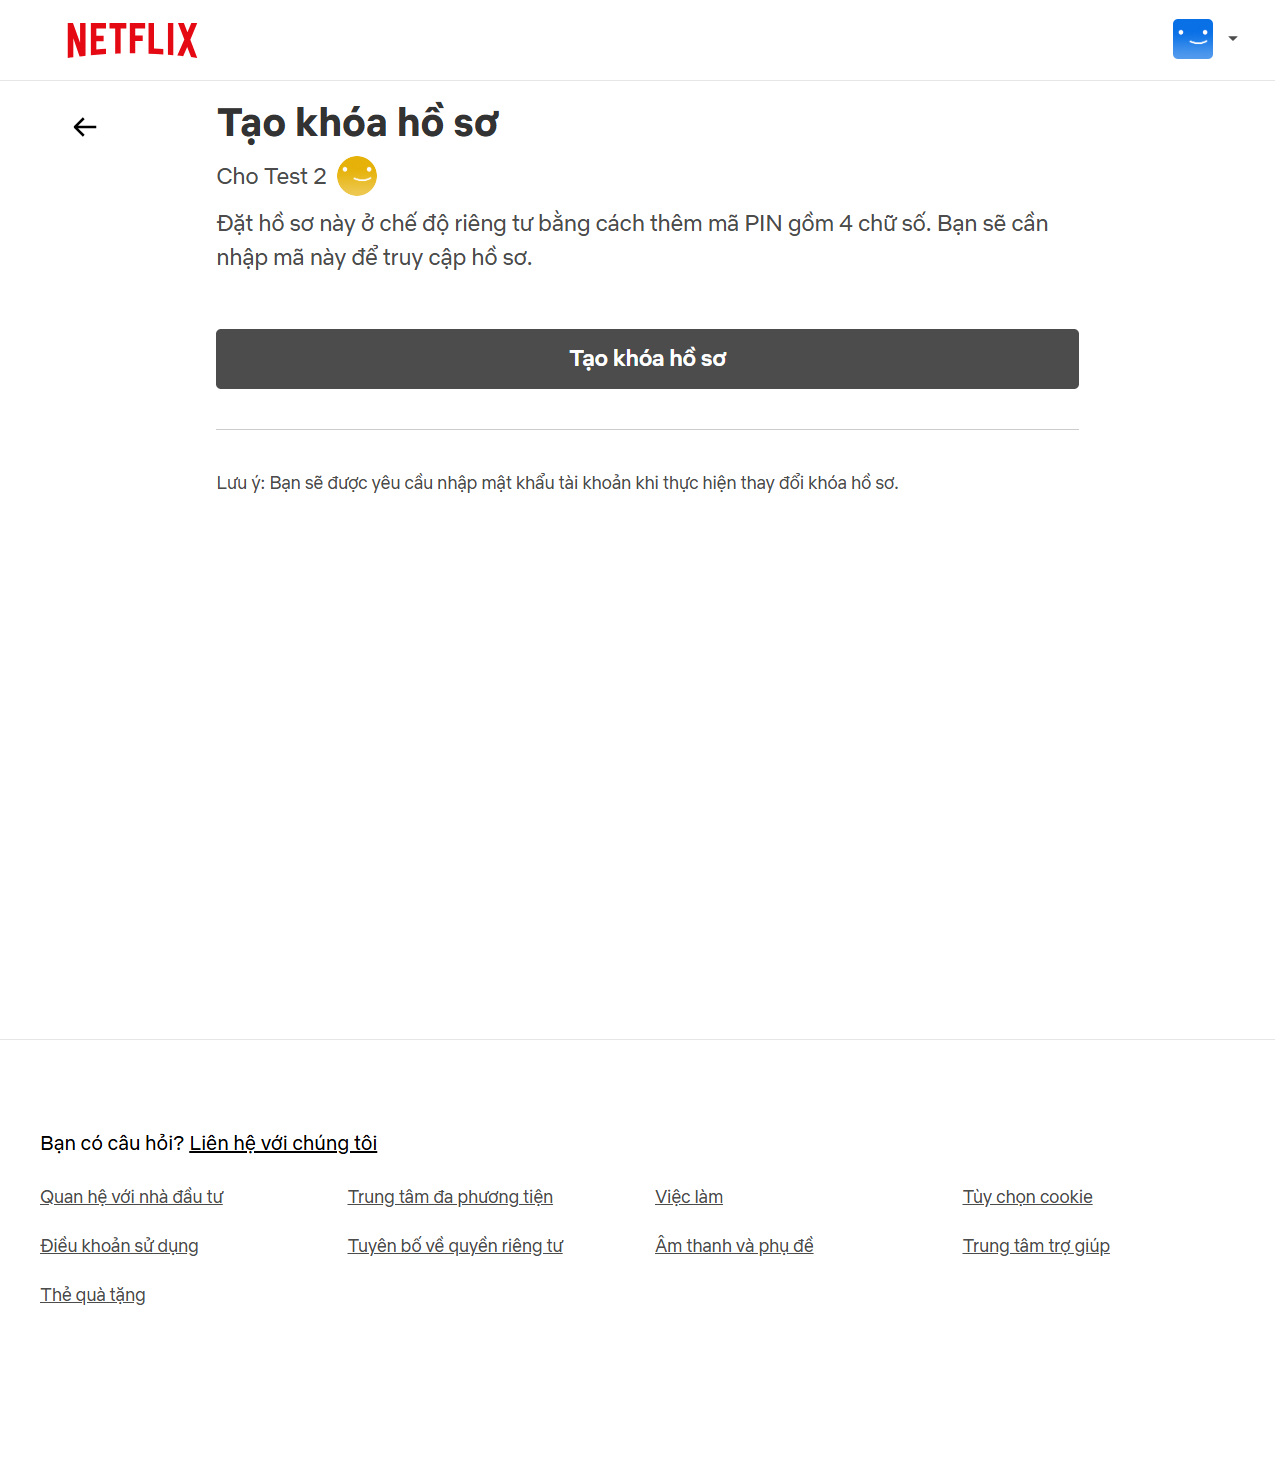 NETFLIX
Tạo khóa hồ sơ
Cho Test 2
Đặt hồ sơ này ở chế độ riêng tư bằng cách thêm mã PIN gồm 4 chữ số. Bạn sẽ cần
nhập mã này để truy cập hồ sơ.
Tạo khóa hồ sơ
Lưu ý: Bạn sẽ được yêu cầu nhập mật khẩu tài khoản khi thực hiện thay đổi khóa hồ sơ.
Bạn có câu hỏi? Liên hệ với chúng tôi
Quan hệ với nhà đầu tư
Trung tâm đa phương tiện
Việc làm
Tùy chọn cookie
Điều khoản sử dụng
Tuyên bố về quyền riêng tư
Âm thanh và phụ đề
Trung tâm trợ giúp
Thẻ quà tặng